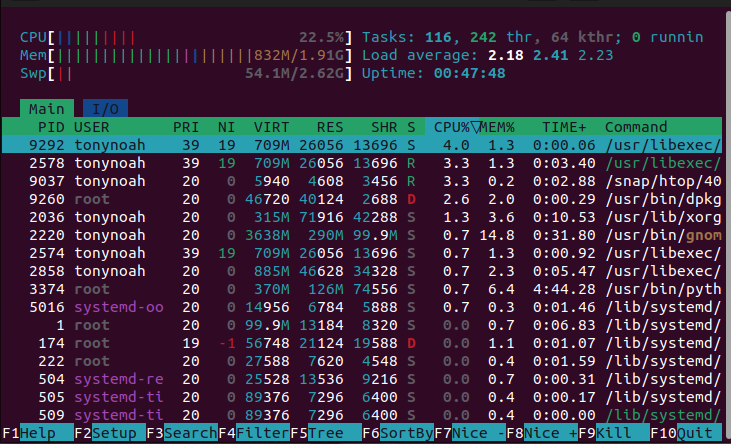 CPU[||||||||||| 22.5%] Tasks: 116, 242 thr, 64 kthr; 0 runnin
Mem[|||||||||||||||||||||||||||832M/1.91G] Load average: 2.18 2.41 2.23
Swp[|| 54.1M/2.62G] Uptime: 00:47:48
Main I/O
PID USER PRI NI VIRT RES SHR S CPU%▽MEM% TIME+ Command
9292 tonynoah 39 19 709M 26056 13696 S 4.0 1.3 0:00.06 /usr/libexec/
2578 tonynoah 39 19 709M 26056 13696 R 3.3 1.3 0:03.40 /usr/libexec/
9037 tonynoah 20 0 5940 4608 3456 R 3.3 0.2 0:02.88 /snap/htop/40
9260 root 20 0 46720 40124 2688 D 2.6 2.0 0:00.29 /usr/bin/dpkg
2036 tonynoah 20 0 315M 71916 42288 S 1.3 3.6 0:10.53 /usr/lib/xorg
2220 tonynoah 20 0 3638M 290M 99.9M S 0.7 14.8 0:31.80 /usr/bin/gnom
2574 tonynoah 39 19 709M 26056 13696 S 0.7 1.3 0:00.92 /usr/libexec/
2858 tonynoah 20 0 885M 46628 34328 S 0.7 2.3 0:05.47 /usr/libexec/
3374 root 20 0 370M 126M 74556 S 0.7 6.4 4:44.28 /usr/bin/pyth
5016 systemd-oo 20 0 14956 6784 5888 S 0.7 0.3 0:01.46 /lib/systemd/
1 root 20 0 99.9M 13184 8320 S 0.0 0.7 0:06.83 /lib/systemd/
174 root 19 -1 56748 21124 19588 D 0.0 1.1 0:01.07 /lib/systemd/
222 root 20 0 27588 7620 4548 S 0.0 0.4 0:01.59 /lib/systemd/
504 systemd-re 20 0 25528 13536 9216 S 0.0 0.7 0:00.31 /lib/systemd/
505 systemd-ti 20 0 89376 7296 6400 S 0.0 0.4 0:00.17 /lib/systemd/
509 systemd-ti 20 0 89376 7296 6400 S 0.0 0.4 0:00.00 /lib/systemd/
F1Help F2Setup F3SearchF4FilterF5Tree F6SortByF7Nice -F8Nice +F9Kill F10Quit